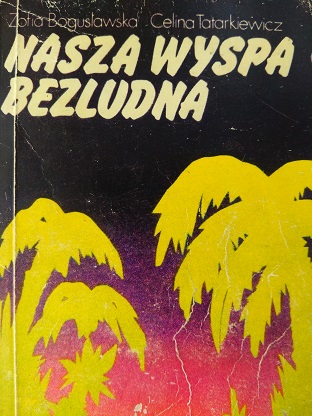 Zofia Bogusławska Celina Tatarkiewicz
NASZA WYSPA
BEZLUDNA